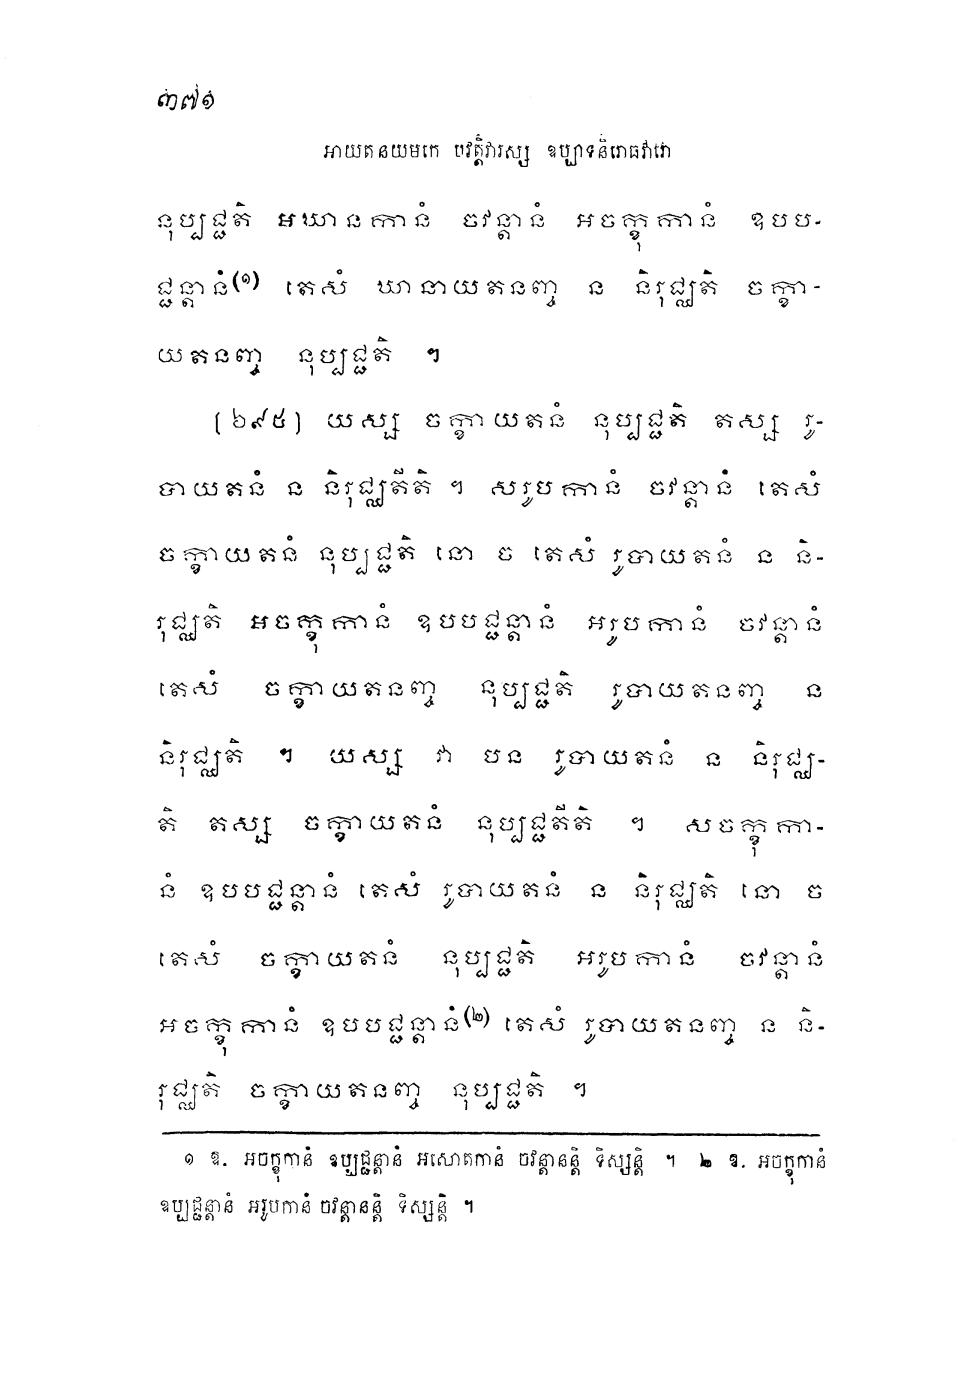 ៣៧១
អាយតនយមកេ បវត្តិវារស្ស ឧប្បាទនិរោធវារោ
នុប្បជ្ជតិ អឃានកានំ ចវន្តានំ អចក្ខុកានំ ឧបប-
ជ្ជន្តានំ(១) តេសំ ឃានាយតនញ្ច ន និរុជ្ឈតិ ចក្ខា-
យតនញ្ច នុប្បជ្ជតិ ។
[៦៩៥] យស្ស ចក្ខាយតនំ នុប្បជ្ជតិ តស្ស រូ-
បាយតនំ ន និរុជ្ឈតីតិ ។ សរូបកានំ ចវន្តានំ តេសំ
ចក្ខាយតនំ នុប្បជ្ជតិ នោ ច តេសំ រូបាយតនំ ន និ-
រុជ្ឈតិ អចក្ខុកានំ ឧបបជ្ជន្តានំ អរូបកានំ ចវន្តានំ
តេសំ ចក្ខាយតនញ្ច នុប្បជ្ជតិ រូបាយតនញ្ច ន
និរុជ្ឈតិ ។ យស្ស វា បន រូបាយតនំ ន និរុជ្ឈ-
តិ តស្ស ចក្ខាយតនំ នុប្បជ្ជតីតិ ។ សចក្ខុកា-
នំ ឧបបជ្ជន្តានំ តេសំ រូបាយតនំ ន និរុជ្ឈតិ នោ ច
តេសំ ចក្ខាយតនំ នុប្បជ្ជតិ អរូបកានំ ចវន្តានំ
អចក្ខុកានំ ឧបបជ្ជន្តានំ(២) តេសំ រូបាយតនញ្ច ន និ-
រុជ្ឈតិ ចក្ខាយតនញ្ច នុប្បជ្ជតិ ។
១ ឱ. អចក្ខុកានំ ឧប្បជ្ជន្តានំ អសោតកានំ ចវន្តានន្តិ ទិស្សន្តិ ។ ២ ឱ. អចក្ខុកានំ
ឧប្បជ្ជន្តានំ អរូបកានំ ចវន្តានន្តិ ទិស្សន្តិ ។